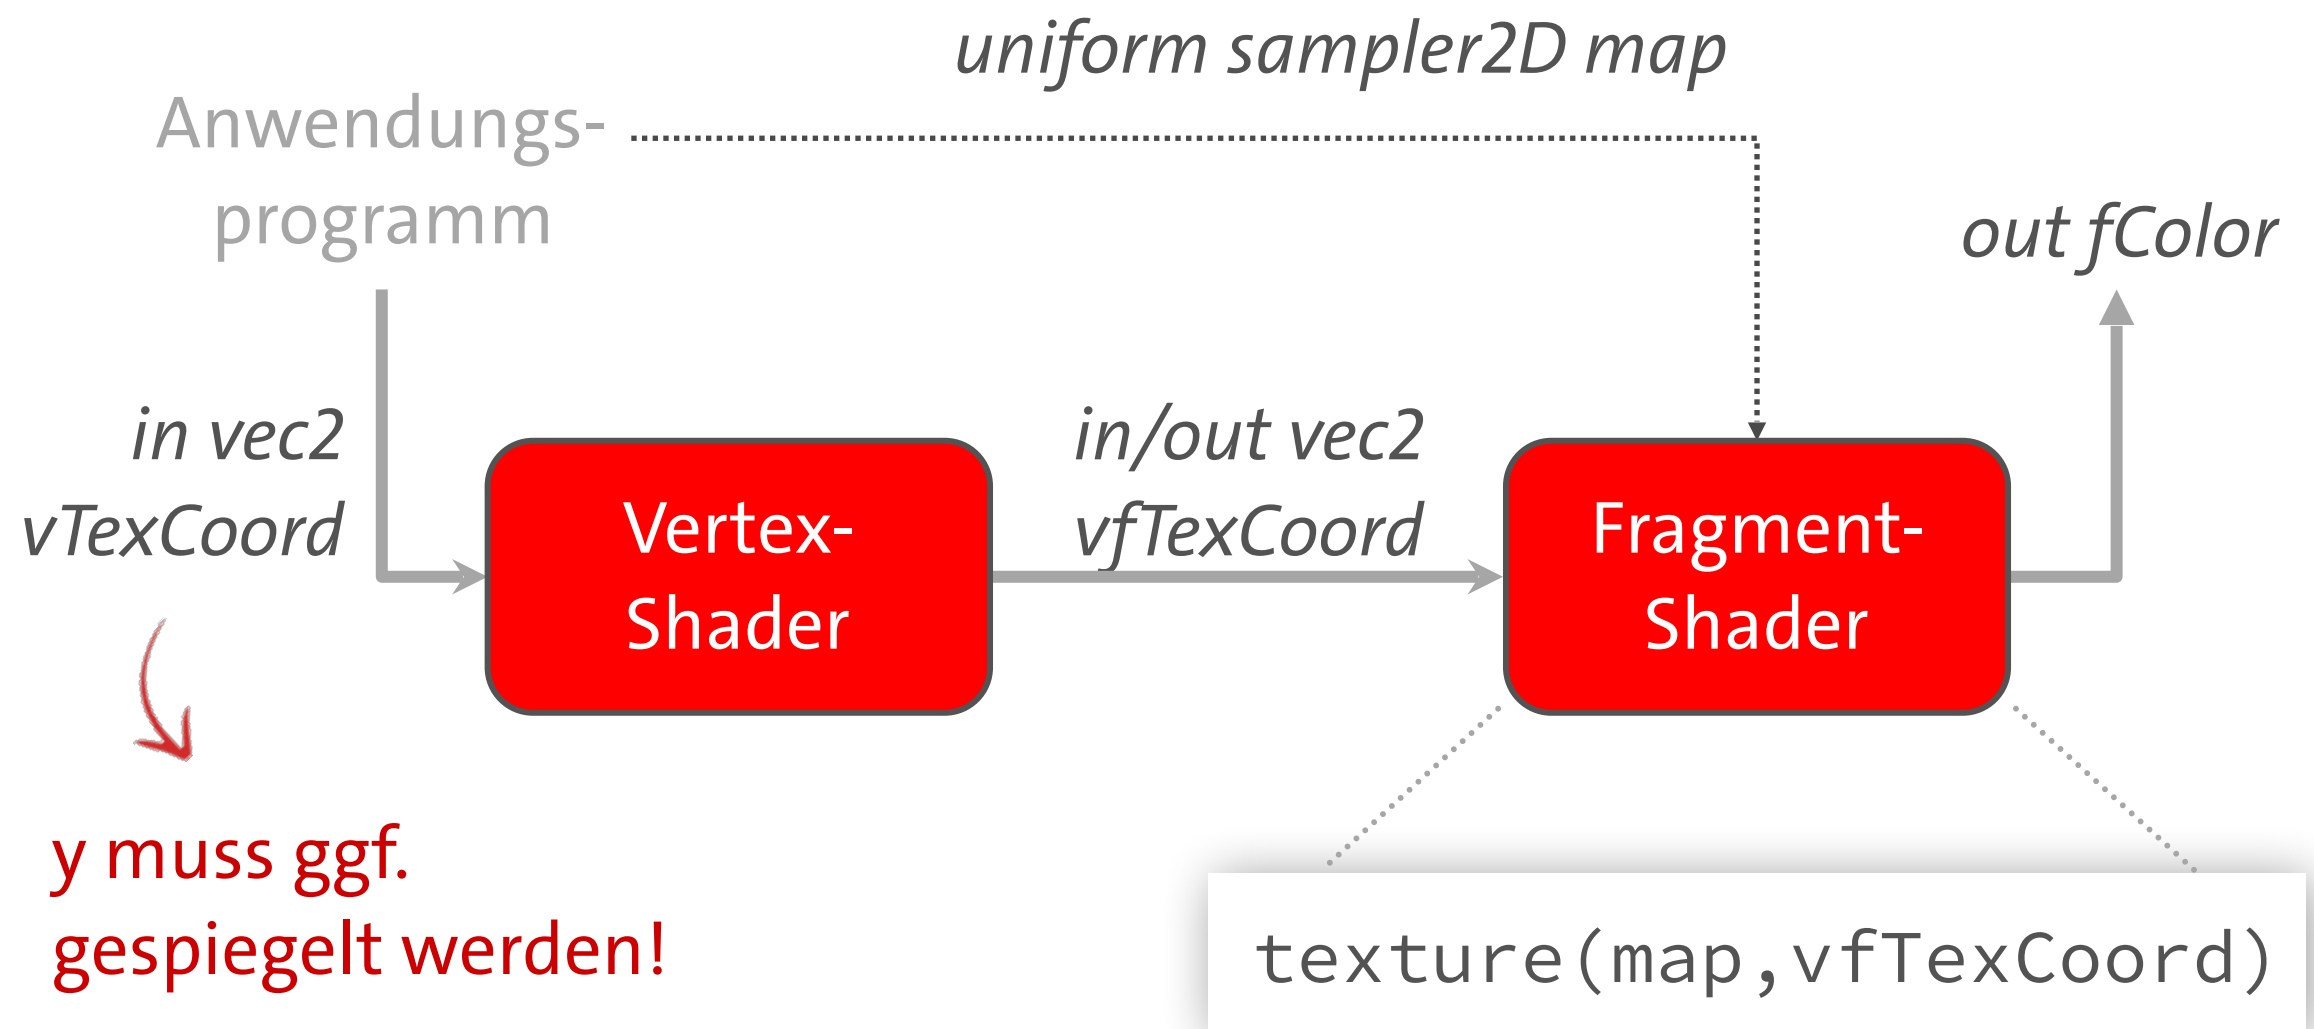 uniform sampler2D map
Anwendungs-
programm
out fColor
in vec2
vTexCoord
Vertex-
Shader
in/out vec2
vfTexCoord
Fragment-
Shader
y muss ggf.
gespiegelt werden!
texture(map,vfTexCoord)